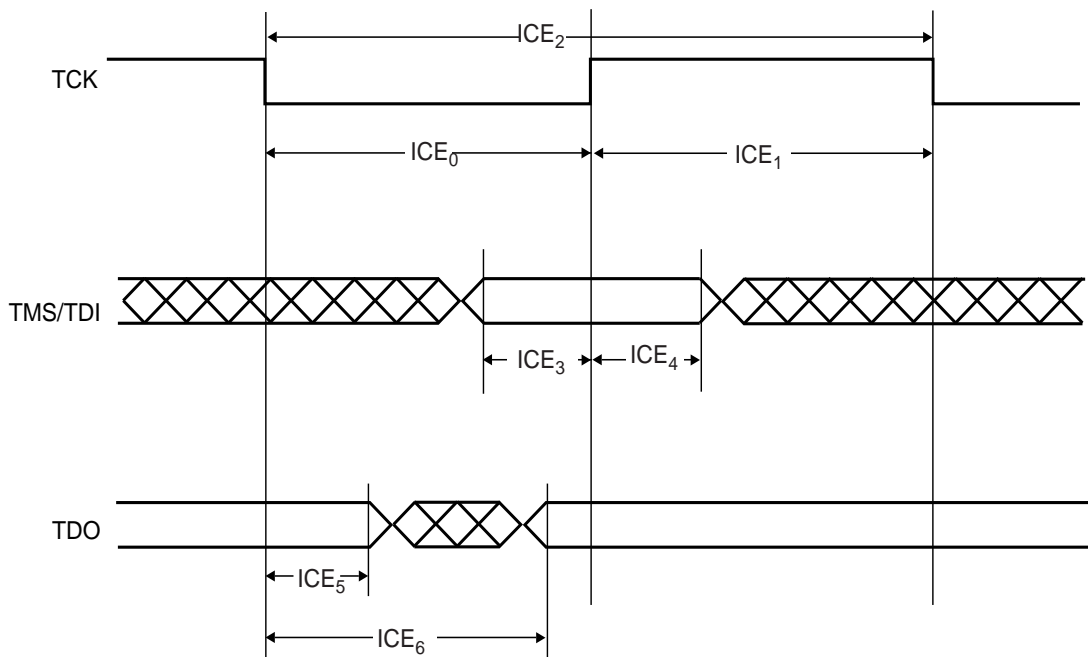 ICE₂
TCK
ICE₀
ICE₁
TMS/TDI
ICE₃
ICE₄
TDO
ICE₅
ICE₆